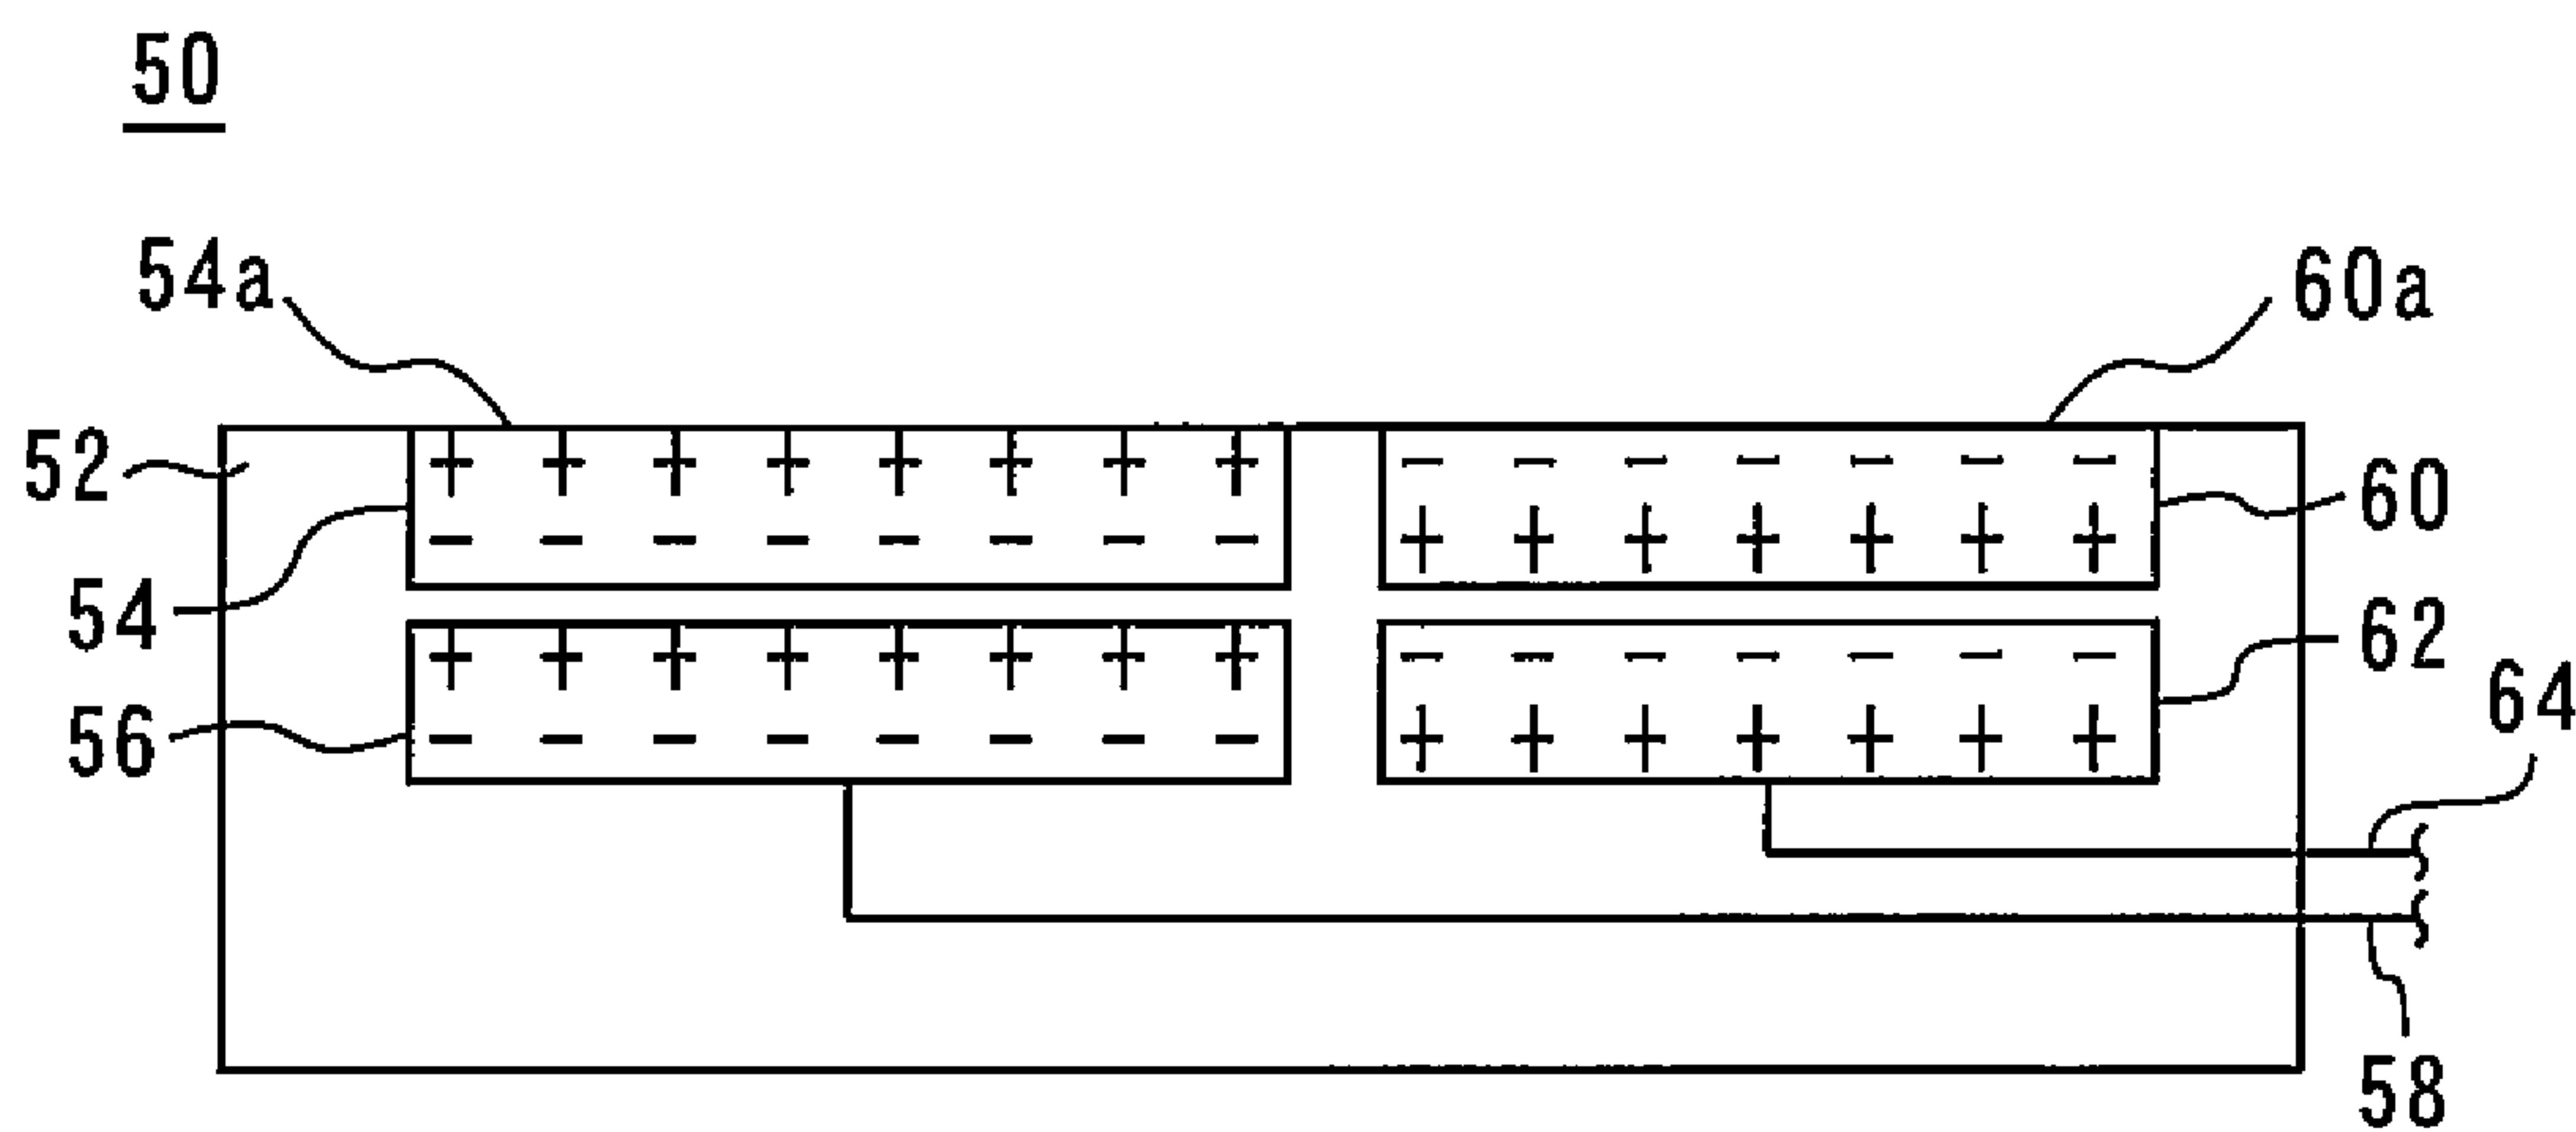 50
54a
60a
52
+ + + + + + + +
- - - - - - -
60
- - - - - - - -
+ + + + + + +
54
62
+ + + + + + + +
- - - - - - -
64
56
- - - - - - - -
+ + + + + + +
58